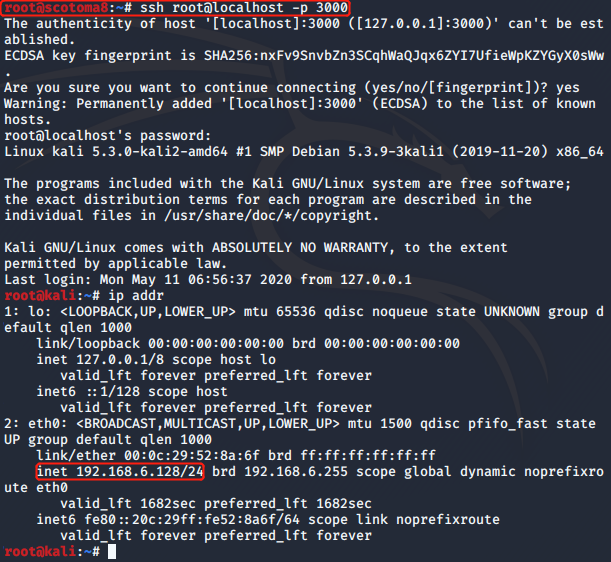 root@scotoma8:~# ssh root@localhost -p 3000
The authenticity of host '[localhost]:3000 ([127.0.0.1]:3000)' can't be est
ablished.
ECDSA key fingerprint is SHA256:nxFv9SnvbZn3SCqhWaQJqx6ZYI7UfieWpKZYGyX0sWw
.
Are you sure you want to continue connecting (yes/no/[fingerprint])? yes
Warning: Permanently added '[localhost]:3000' (ECDSA) to the list of known
hosts.
root@localhost's password:
Linux kali 5.3.0-kali2-amd64 #1 SMP Debian 5.3.9-3kali1 (2019-11-20) x86_64
The programs included with the Kali GNU/Linux system are free software;
the exact distribution terms for each program are described in the
individual files in /usr/share/doc/*/copyright.
Kali GNU/Linux comes with ABSOLUTELY NO WARRANTY, to the extent
permitted by applicable law.
Last login: Mon May 11 06:56:37 2020 from 127.0.0.1
root@kali:~# ip addr
1: lo: <LOOPBACK,UP,LOWER_UP> mtu 65536 qdisc noqueue state UNKNOWN group d
efault qlen 1000
link/loopback 00:00:00:00:00:00 brd 00:00:00:00:00:00
inet 127.0.0.1/8 scope host lo
valid_lft forever preferred_lft forever
inet6 ::1/128 scope host
valid_lft forever preferred_lft forever
2: eth0: <BROADCAST,MULTICAST,UP,LOWER_UP> mtu 1500 qdisc pfifo_fast state
UP group default qlen 1000
link/ether 00:0c:29:52:8a:6f brd ff:ff:ff:ff:ff:ff
inet 192.168.6.128/24 brd 192.168.6.255 scope global dynamic noprefixro
ute eth0
valid_lft 1682sec preferred_lft 1682sec
inet6 fe80::20c:29ff:fe52:8a6f/64 scope link noprefixroute
valid_lft forever preferred_lft forever
root@kali:~#